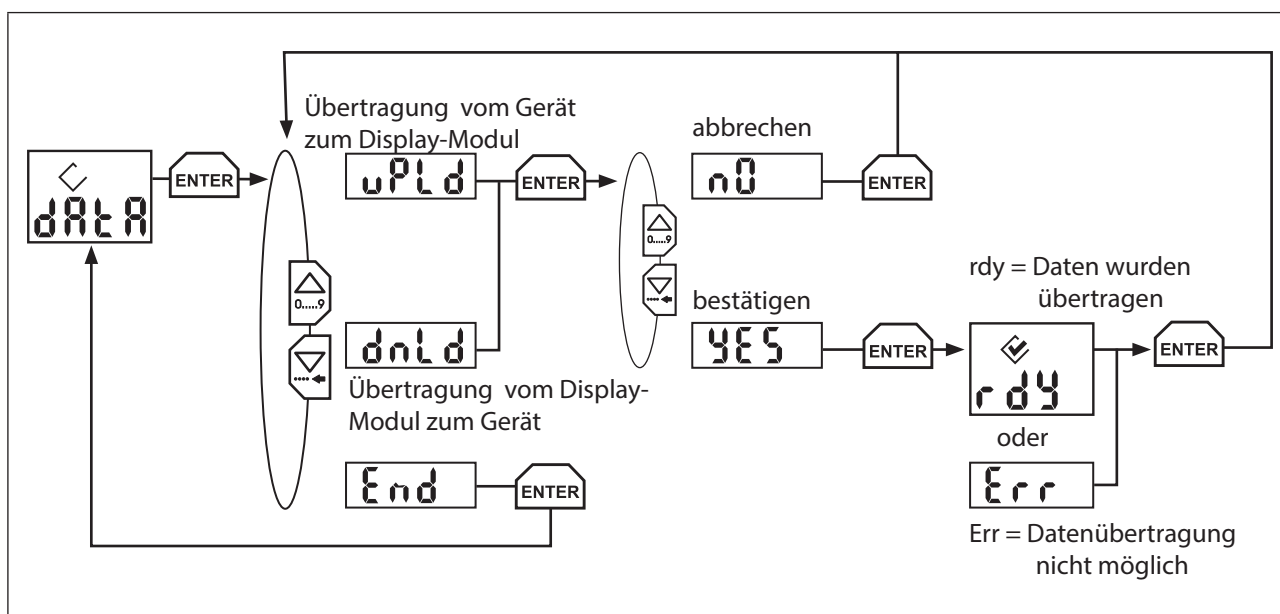 Übertragung vom Gerät
zum Display-Modul
uPLd
ENTER
abbrechen
n0
ENTER
dAtA
ENTER
0.....9
0.....9
rdy = Daten wurden
übertragen
bestätigen
YES
ENTER
rdY
ENTER
dnLd
Übertragung vom Display-
Modul zum Gerät
oder
End
ENTER
Err
Err = Datenübertragung
nicht möglich